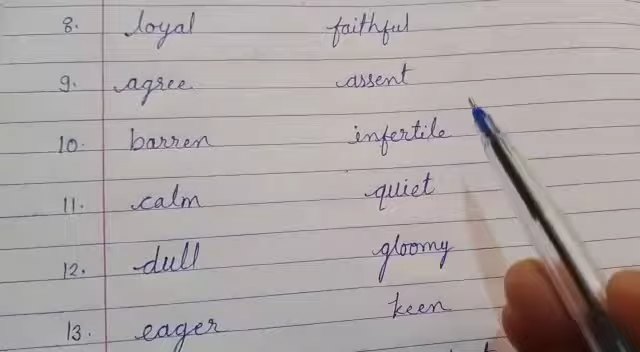 8. loyal faithful
9. agree assent
10. barren infertile
11. calm quiet
12. dull gloomy
13. eager keen